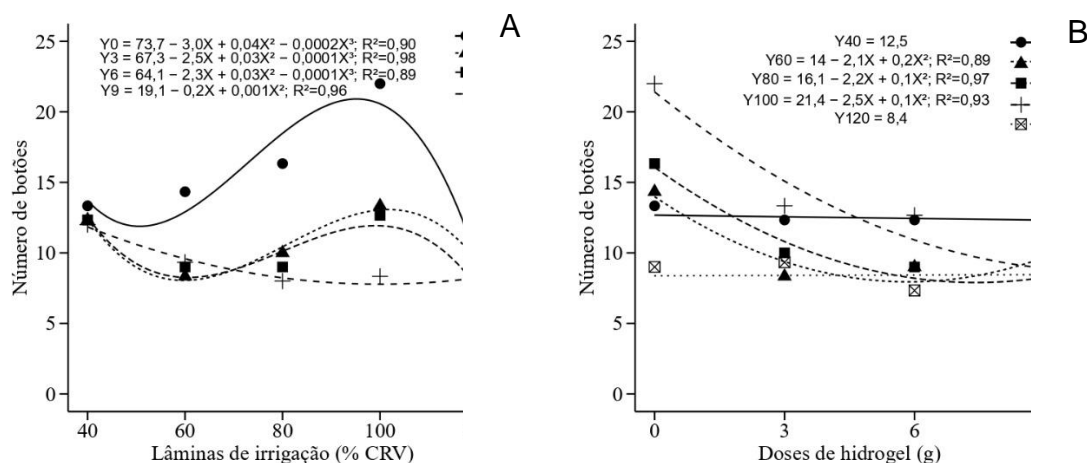 A
Y0 = 73,7 − 3,0X + 0,04X² − 0,0002X³; R²=0,90
Y3 = 67,3 − 2,5X + 0,03X² − 0,0001X³; R²=0,98
Y6 = 64,1 − 2,3X + 0,03X² − 0,0001X³; R²=0,89
Y9 = 19,1 − 0,2X + 0,001X²; R²=0,96
Número de botões
25
20
15
10
5
0
40 60 80 100
Lâminas de irrigação (% CRV)
B
Y40 = 12,5
Y60 = 14 − 2,1X + 0,2X²; R²=0,89
Y80 = 16,1 − 2,2X + 0,1X²; R²=0,97
Y100 = 21,4 − 2,5X + 0,1X²; R²=0,93
Y120 = 8,4
Número de botões
25
20
15
10
5
0
0 3 6
Doses de hidrogel (g)